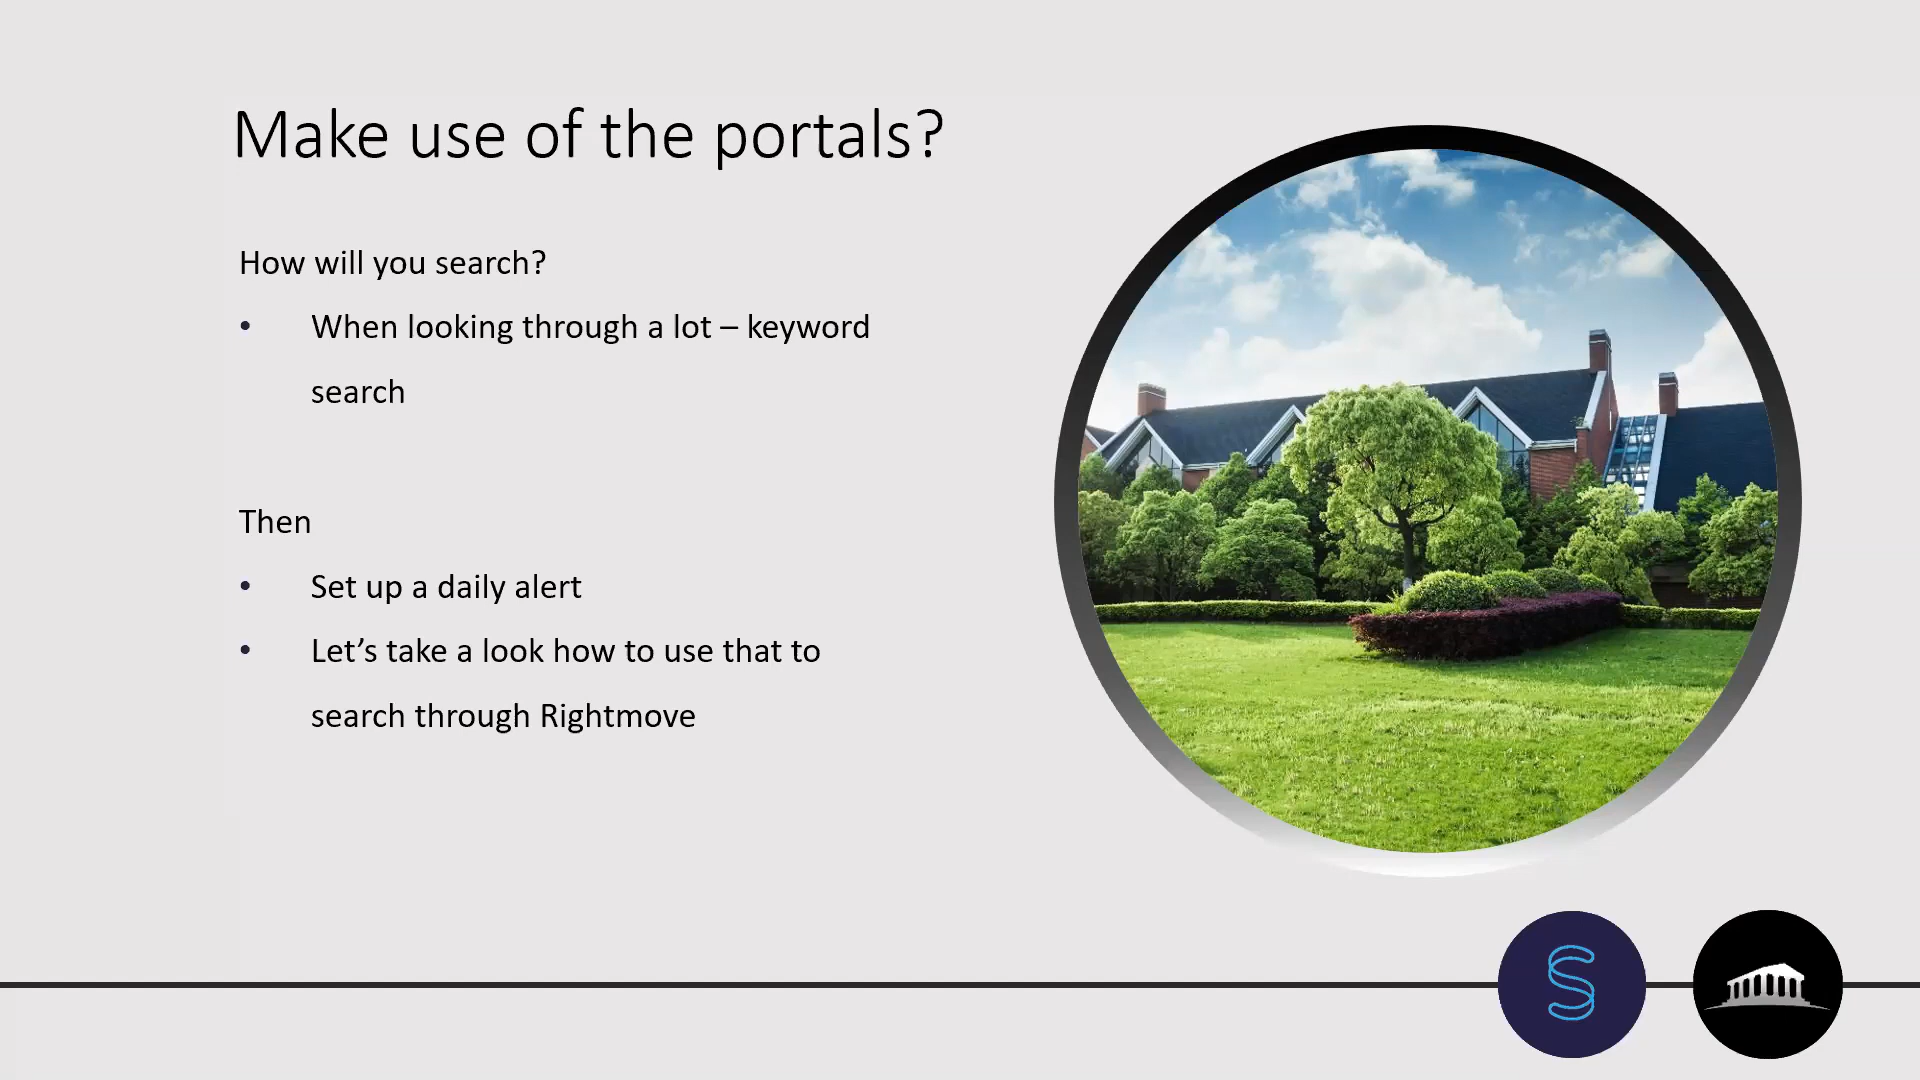 Make use of the portals?
How will you search?
• When looking through a lot – keyword
search
Then
• Set up a daily alert
• Let’s take a look how to use that to
search through Rightmove
S